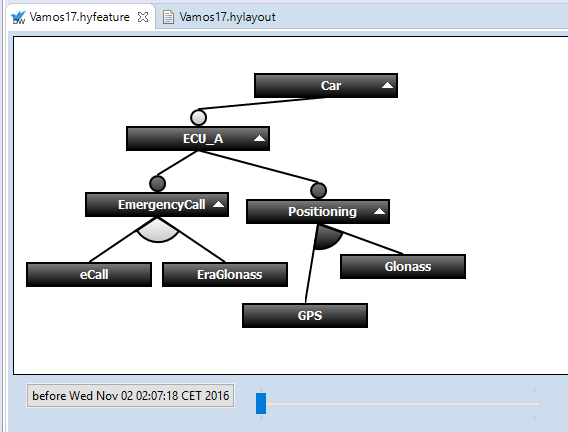 Vamos17.hyfeature
Vamos17.hylayout
Car
ECU_A
EmergencyCall
Positioning
eCall
EraGlonass
Glonass
GPS
before Wed Nov 02 02:07:18 CET 2016